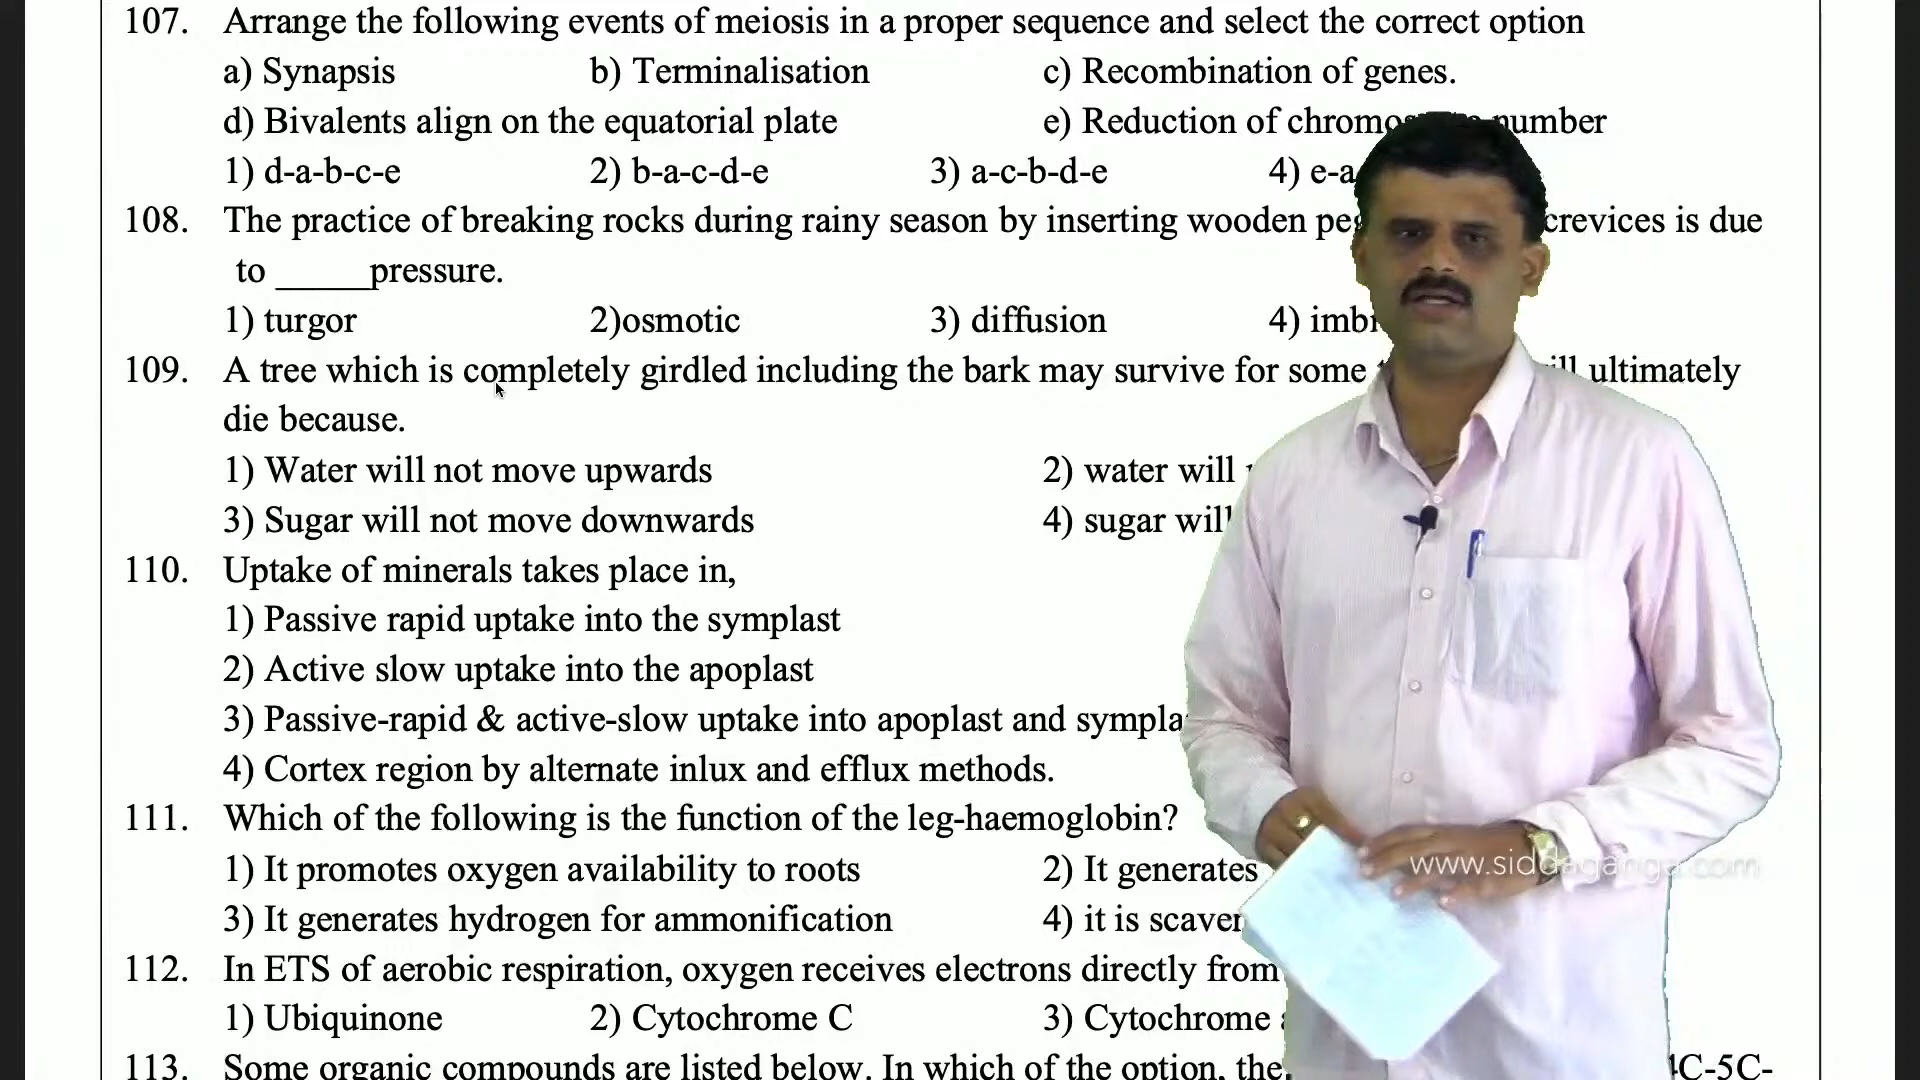 107. Arrange the following events of meiosis in a proper sequence and select the correct option
a) Synapsis b) Terminalisation c) Recombination of genes.
d) Bivalents align on the equatorial plate e) Reduction of number
1) d-a-b-c-e 2) b-a-c-d-e 3) a-c-b-d-e 4) e-a
108. The practice of breaking rocks during rainy season by inserting wooden crevices is due
to _____pressure.
1) turgor 2)osmotic 3) diffusion 4)
109. A tree which is completely girdled including the bark may survive for some ultimately
die because.
1) Water will not move upwards 2) water will
3) Sugar will not move downwards 4) sugar will
110. Uptake of minerals takes place in,
1) Passive rapid uptake into the symplast
2) Active slow uptake into the apoplast
3) Passive-rapid & active-slow uptake into apoplast and
4) Cortex region by alternate inlux and efflux methods.
111. Which of the following is the function of the leg-haemoglobin?
1) It promotes oxygen availability to roots 2) It generates
3) It generates hydrogen for ammonification 4) it is
www.siddaganga.com
112. In ETS of aerobic respiration, oxygen receives electrons directly from
1) Ubiquinone 2) Cytochrome C 3) Cytochrome
113. Some organic compounds are listed below. In which of the option, the 4C-5C-